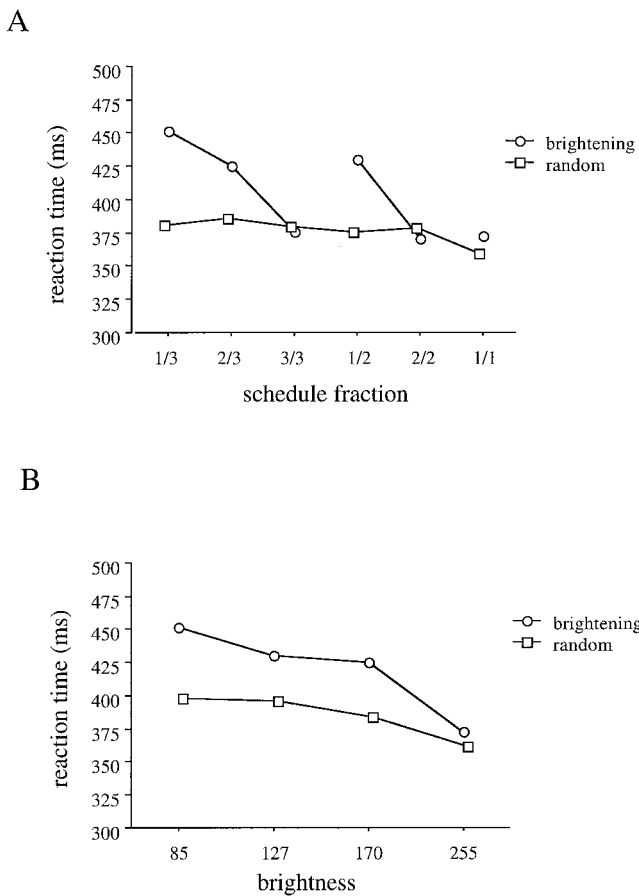 A
500
475
450
425
400
375
350
325
300
reaction time (ms)
1/3 2/3 3/3 1/2 2/2 1/1
schedule fraction
brightening
random
B
500
475
450
425
400
375
350
325
300
reaction time (ms)
85 127 170 255
brightness
brightening
random